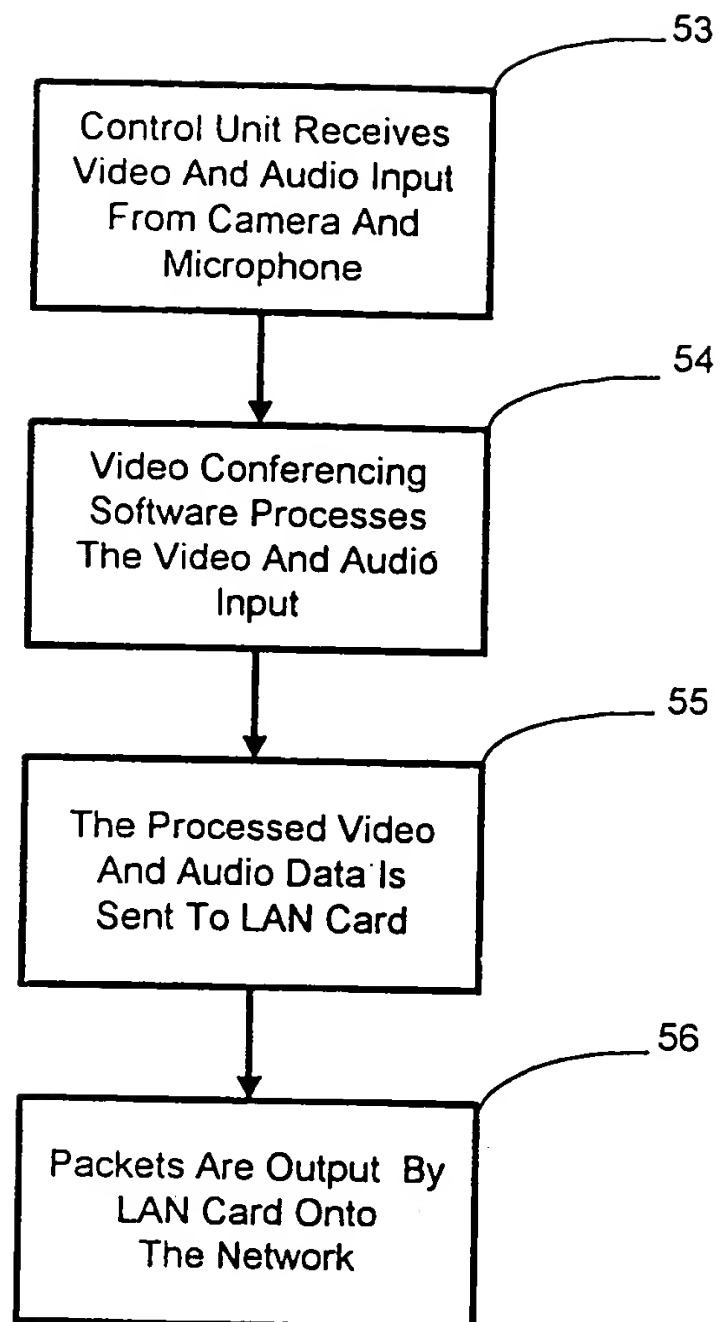 53
Control Unit Receives
Video And Audio Input
From Camera And
Microphone
54
Video Conferencing
Software Processes
The Video And Audio
Input
55
The Processed Video
And Audio Data Is
Sent To LAN Card
56
Packets Are Output By
LAN Card Onto
The Network